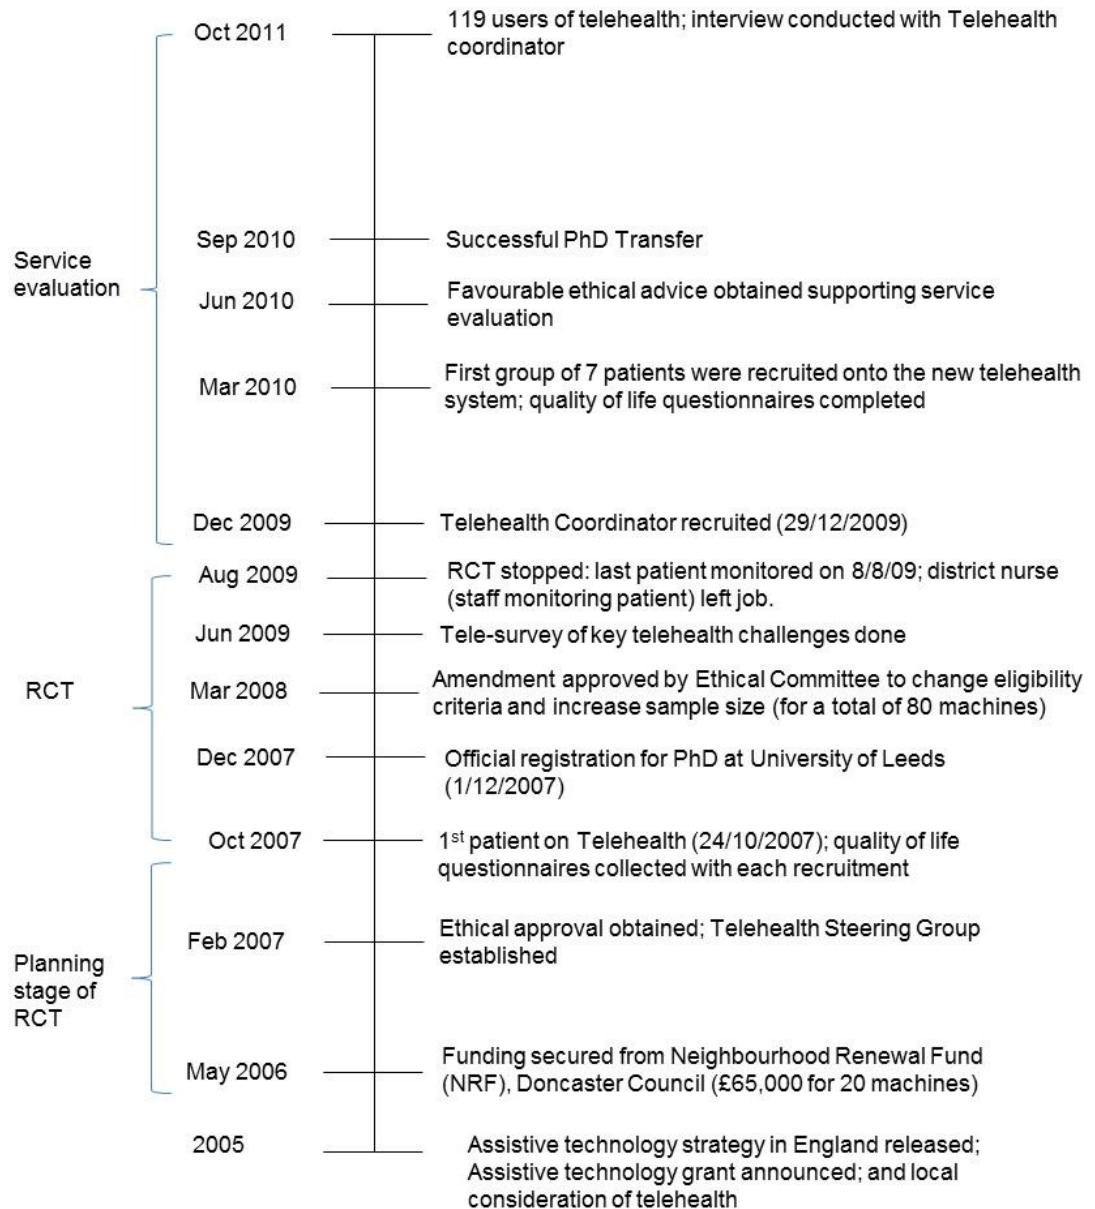 Oct 2011
119 users of telehealth; interview conducted with Telehealth
coordinator
Service
evaluation
Sep 2010
Successful PhD Transfer
Jun 2010
Favourable ethical advice obtained supporting service
evaluation
Mar 2010
First group of 7 patients were recruited onto the new telehealth
system; quality of life questionnaires completed
Dec 2009
Telehealth Coordinator recruited (29/12/2009)
RCT
Aug 2009
RCT stopped: last patient monitored on 8/8/09; district nurse
(staff monitoring patient) left job.
Jun 2009
Tele-survey of key telehealth challenges done
Mar 2008
Amendment approved by Ethical Committee to change eligibility
criteria and increase sample size (for a total of 80 machines)
Dec 2007
Official registration for PhD at University of Leeds
(1/12/2007)
Oct 2007
1st patient on Telehealth (24/10/2007); quality of life
questionnaires collected with each recruitment
Planning
stage of
RCT
Feb 2007
Ethical approval obtained; Telehealth Steering Group
established
May 2006
Funding secured from Neighbourhood Renewal Fund
(NRF), Doncaster Council (£65,000 for 20 machines)
2005
Assistive technology strategy in England released;
Assistive technology grant announced; and local
consideration of telehealth